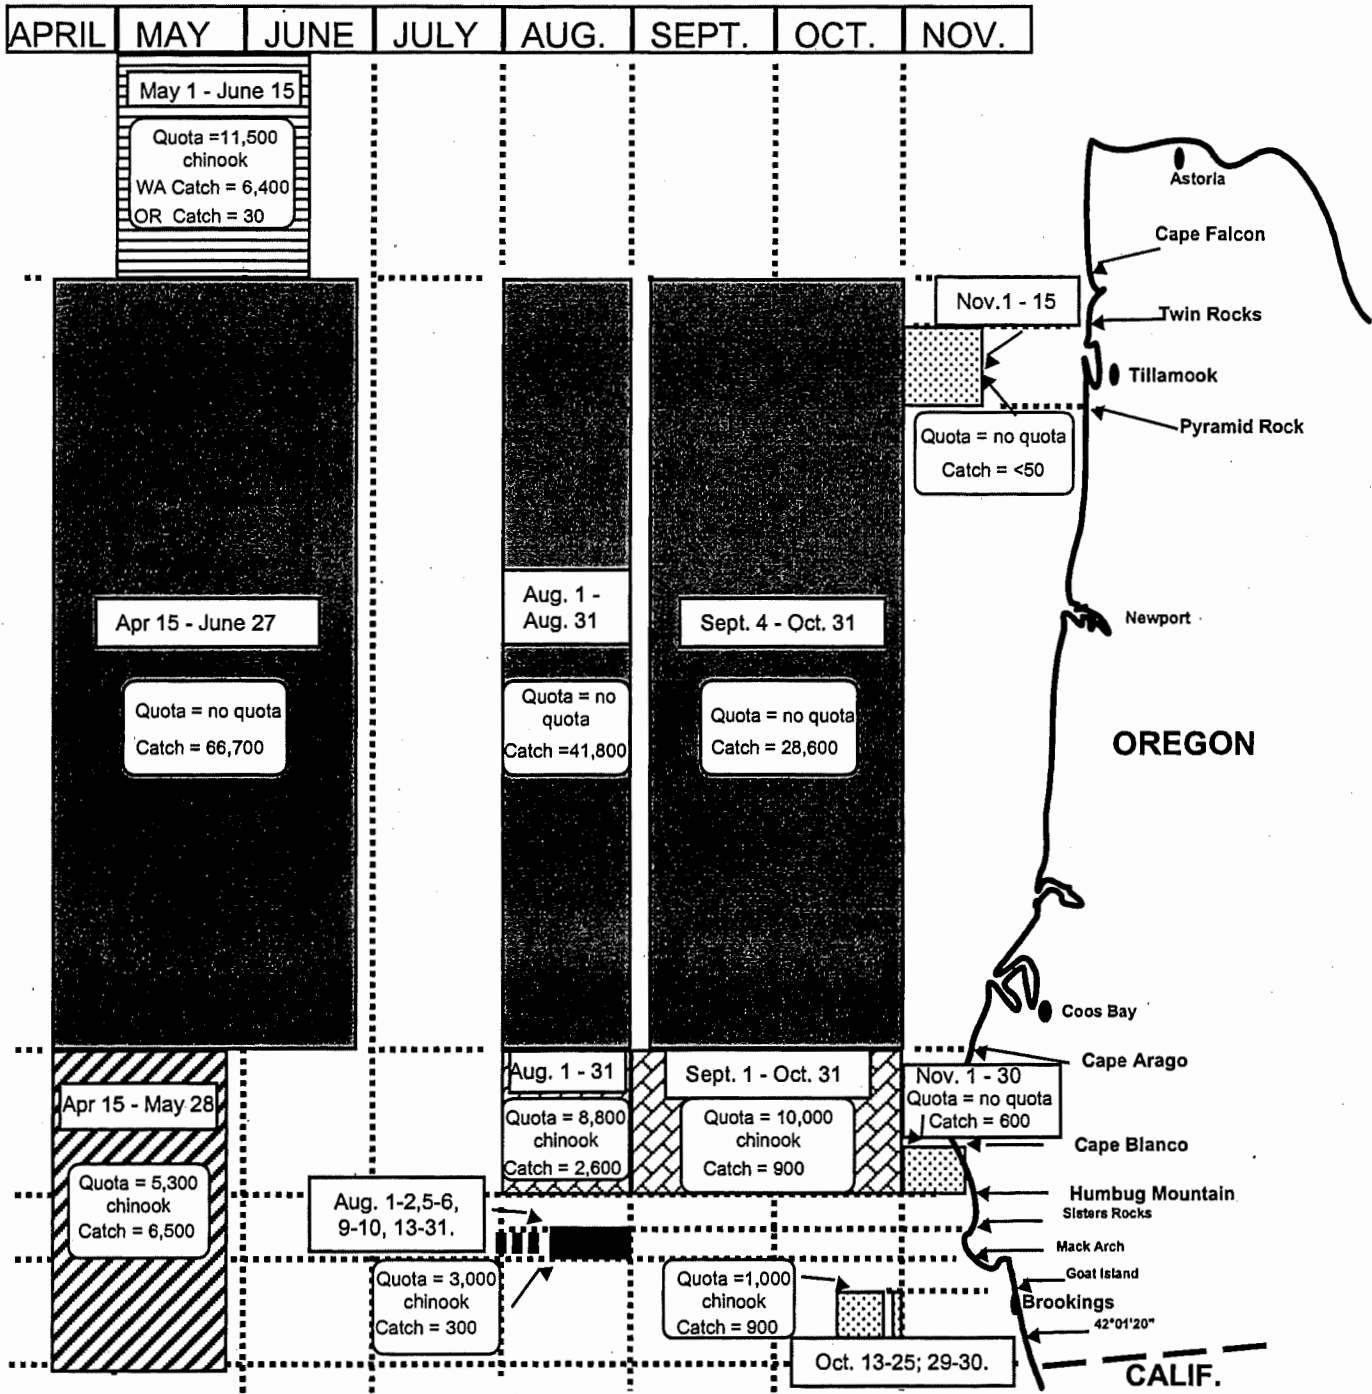 APRIL MAY JUNE JULY AUG. SEPT. OCT. NOV.
May 1 - June 15
Quota =11,500
chinook
WA Catch = 6,400
OR Catch = 30
Astoria
Cape Falcon
Nov.1 - 15
Twin Rocks
Tillamook
Pyramid Rock
Quota = no quota
Catch = <50
Apr 15 - June 27
Quota = no quota
Catch = 66,700
Aug. 1 -
Aug. 31
Quota = no
quota
Catch =41,800
Sept. 4 - Oct. 31
Quota = no quota
Catch = 28,600
Newport
OREGON
Coos Bay
Cape Arago
Apr 15 - May 28
Quota = 5,300
chinook
Catch = 6,500
Aug. 1 - 31
Quota = 8,800
chinook
Catch = 2,600
Sept. 1 - Oct. 31
Quota = 10,000
chinook
Catch = 900
Nov. 1 - 30
Quota = no quota
Catch = 600
Cape Blanco
Humbug Mountain
Sisters Rocks
Mack Arch
Goat Island
Brookings
42°01'20"
Aug. 1-2,5-6,
9-10, 13-31.
Quota = 3,000
chinook
Catch = 300
Quota =1,000
chinook
Catch = 900
Oct. 13-25; 29-30.
CALIF.